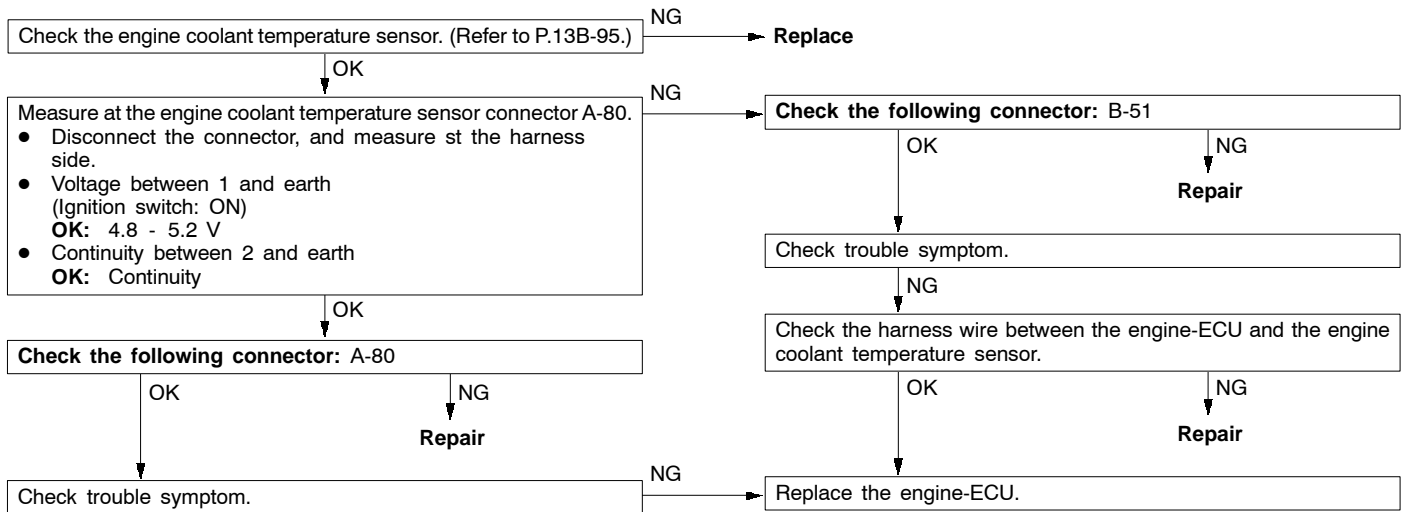 Check the engine coolant temperature sensor. (Refer to P.13B-95.)
NG
Replace
OK
Measure at the engine coolant temperature sensor connector A-80.
● Disconnect the connector, and measure st the harness
side.
● Voltage between 1 and earth
(Ignition switch: ON)
OK: 4.8 - 5.2 V
● Continuity between 2 and earth
OK: Continuity
NG
OK
Check the following connector: A-80
OK
NG
Repair
Check trouble symptom.
NG
Check the following connector: B-51
OK
NG
Repair
Check trouble symptom.
NG
Check the harness wire between the engine-ECU and the engine
coolant temperature sensor.
OK
NG
Repair
Replace the engine-ECU.